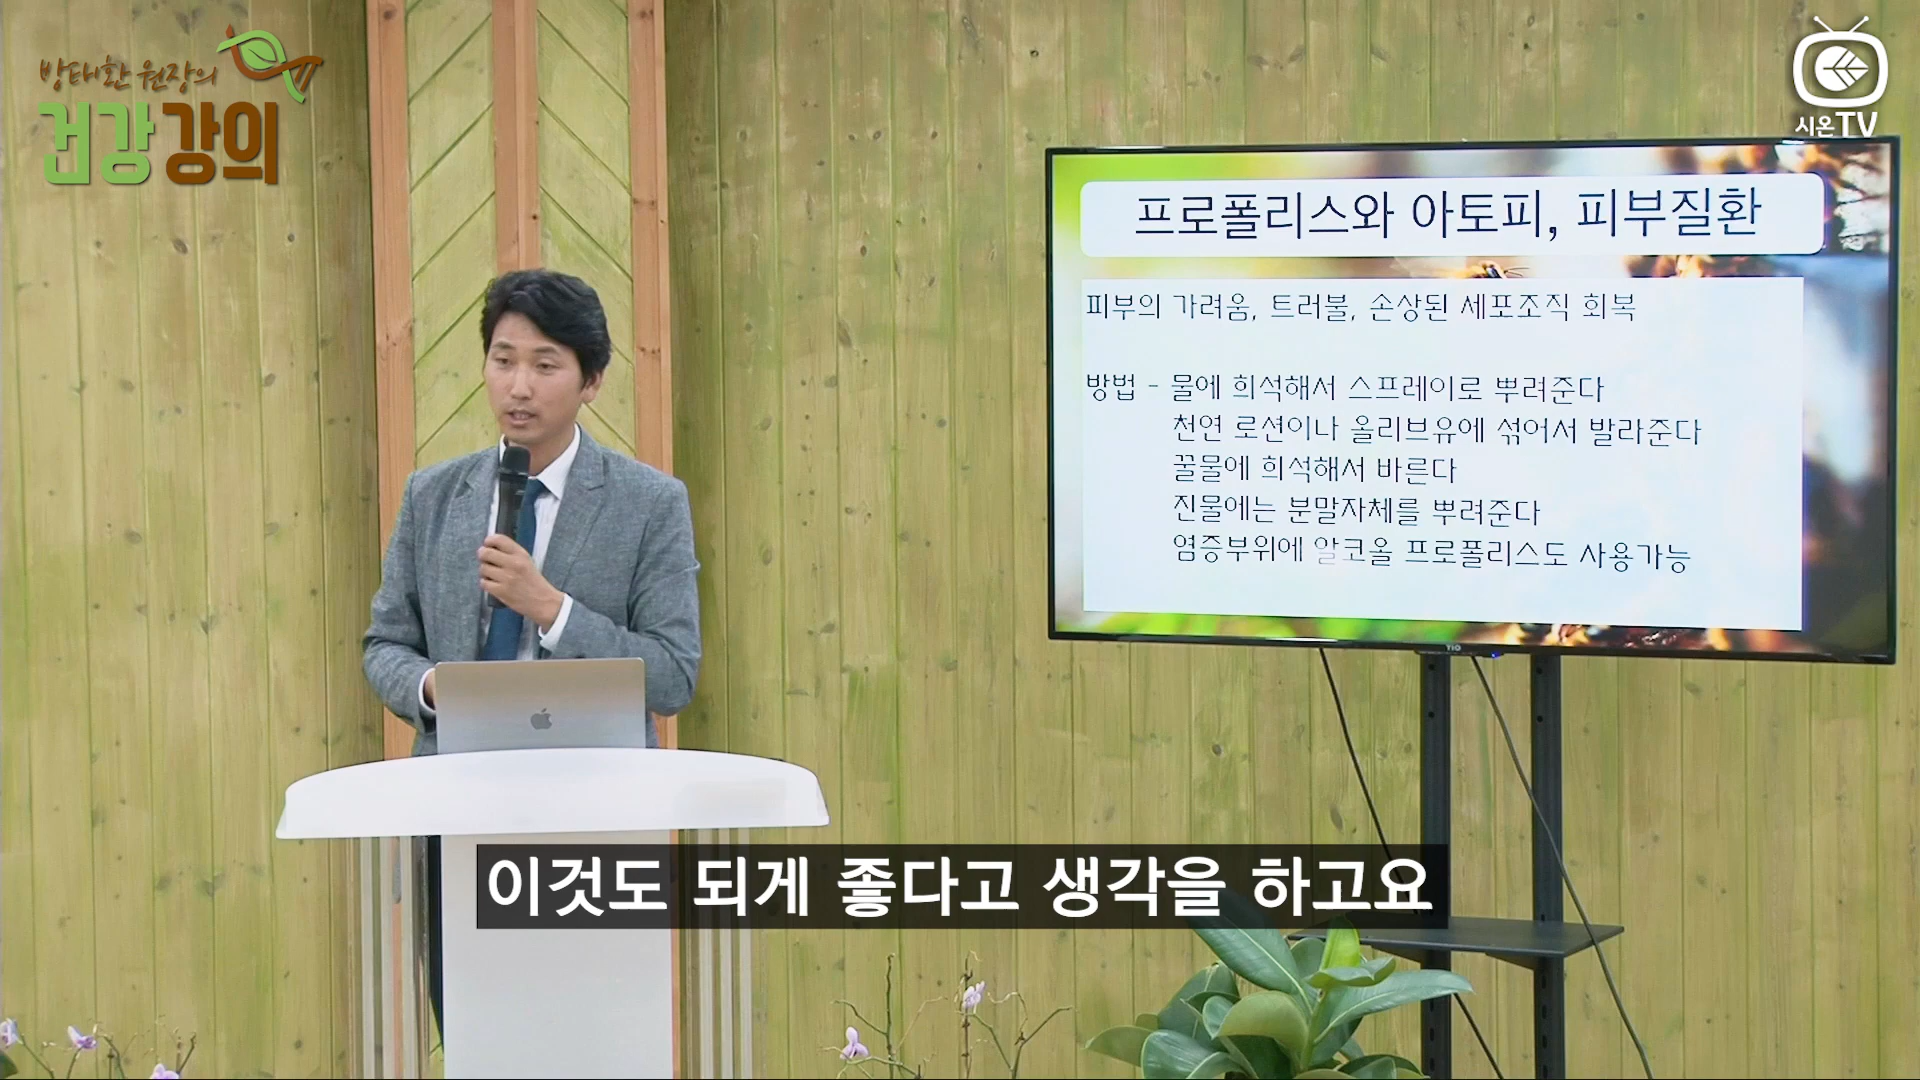 방태환 원장의
건강 강의
시온TV
프로폴리스와 아토피, 피부질환
피부의 가려움, 트러블, 손상된 세포조직 회복
방법 - 물에 희석해서 스프레이로 뿌려준다
천연 로션이나 올리브유에 섞어서 발라준다
꿀물에 희석해서 바른다
진물에는 분말자체를 뿌려준다
염증부위에 알코올 프로폴리스도 사용가능
이것도 되게 좋다고 생각을 하고요